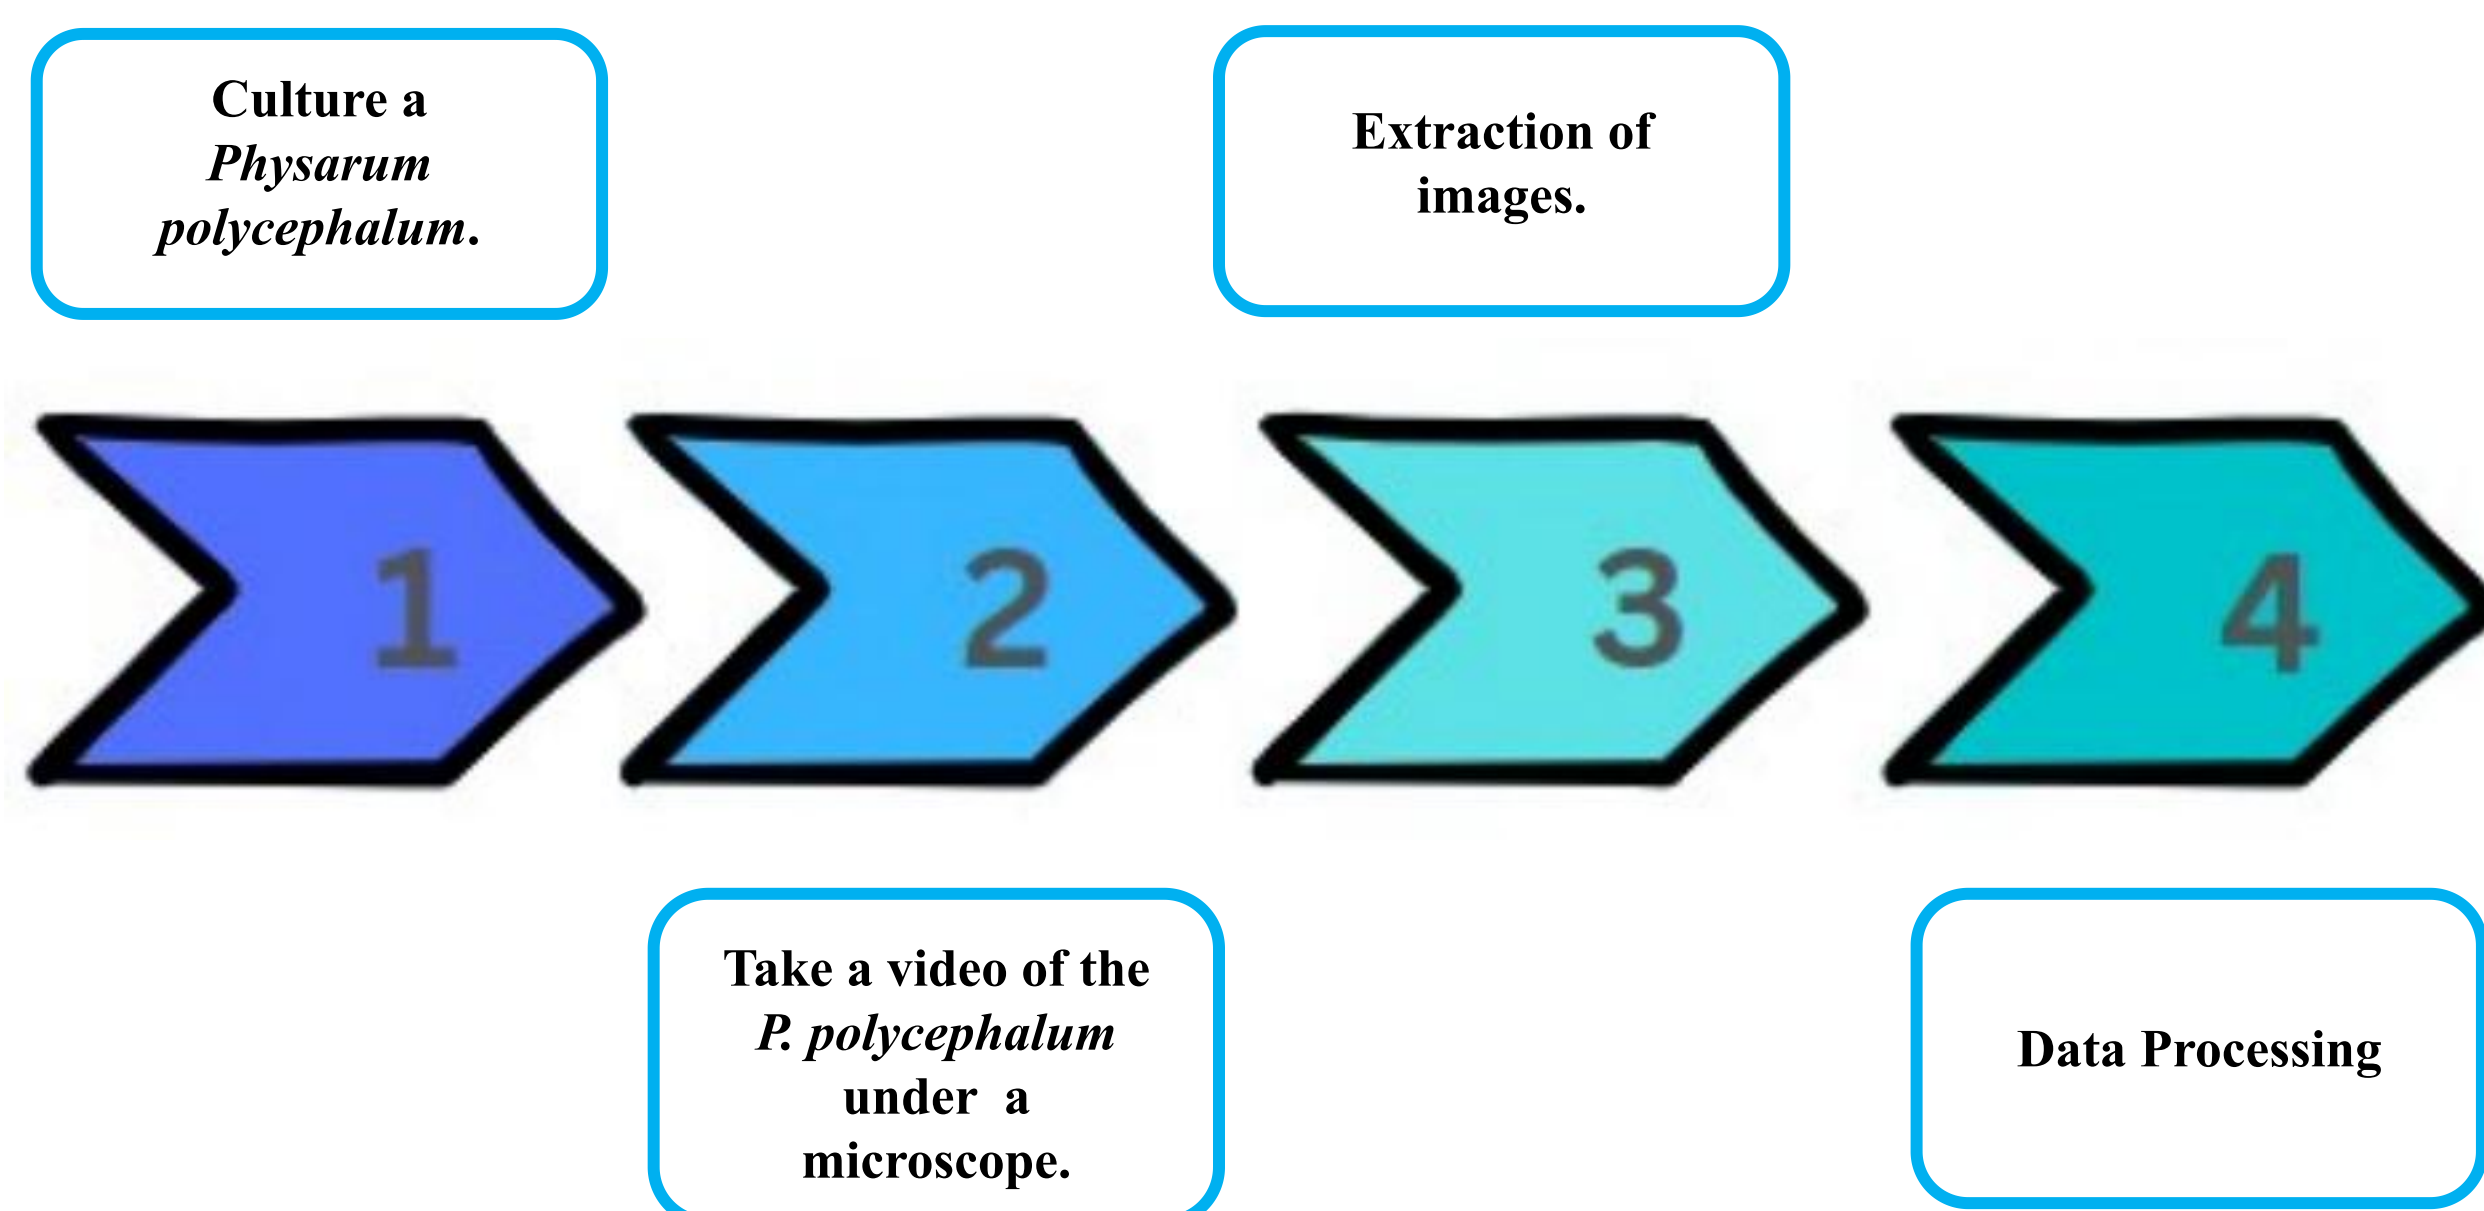 Culture a
Physarum
polycephalum.
Extraction of
images.
1
2
3
4
Take a video of the
P. polycephalum
under a
microscope.
Data Processing